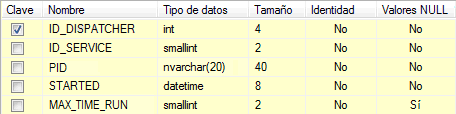 Clave Nombre Tipo de datos Tamaño Identidad Valores NULL
ID_DISPATCHER int 4 No No
ID_SERVICE smallint 2 No No
PID nvarchar(20) 40 No No
STARTED datetime 8 No No
MAX_TIME_RUN smallint 2 No Sí